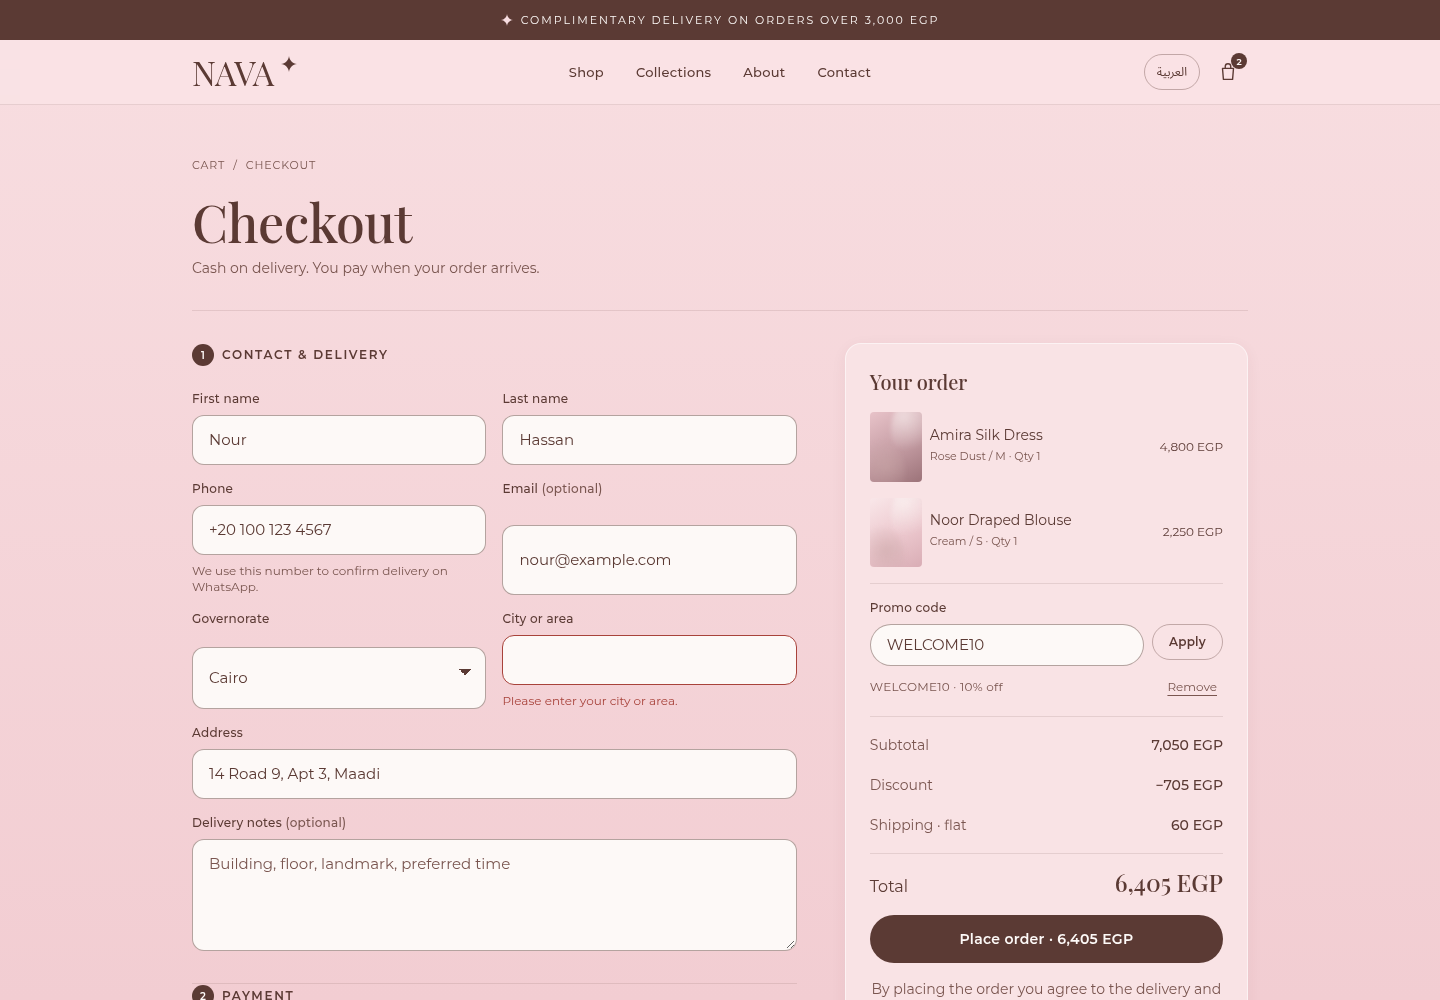 ✦ COMPLIMENTARY DELIVERY ON ORDERS OVER 3,000 EGP
NAVA ✦
Shop
Collections
About
Contact
العربية
2
CART / CHECKOUT
Checkout
Cash on delivery. You pay when your order arrives.
1 CONTACT & DELIVERY
First name
Nour
Last name
Hassan
Phone
+20 100 123 4567
We use this number to confirm delivery on
WhatsApp.
Email (optional)
nour@example.com
Governorate
Cairo
City or area
Please enter your city or area.
Address
14 Road 9, Apt 3, Maadi
Delivery notes (optional)
Building, floor, landmark, preferred time
2 PAYMENT
Your order
Amira Silk Dress
Rose Dust / M · Qty 1
4,800 EGP
Noor Draped Blouse
Cream / S · Qty 1
2,250 EGP
Promo code
WELCOME10
Apply
WELCOME10 · 10% off
Remove
Subtotal 7,050 EGP
Discount −705 EGP
Shipping · flat 60 EGP
Total 6,405 EGP
Place order · 6,405 EGP
By placing the order you agree to the delivery and